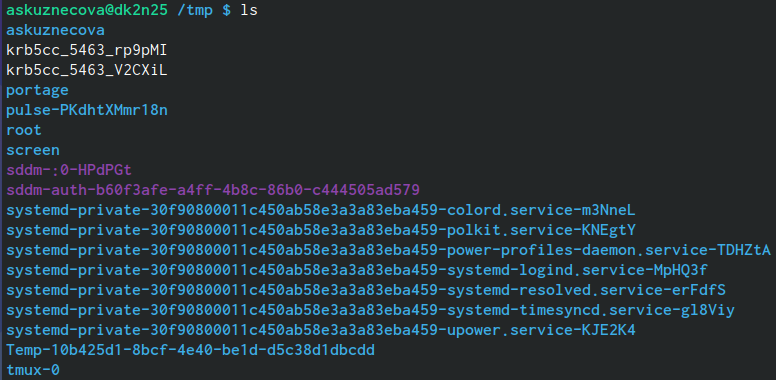 askuznecova@dk2n25 /tmp $ ls
askuznecova
krb5cc_5463_rp9pMI
krb5cc_5463_V2CXiL
portage
pulse-PKdhtXMmr18n
root
screen
sddm-:0-HPdPGt
sddm-auth-b60f3afe-a4ff-4b8c-86b0-c444505ad579
systemd-private-30f90800011c450ab58e3a3a83eba459-colord.service-m3NneL
systemd-private-30f90800011c450ab58e3a3a83eba459-polkit.service-KNEgtY
systemd-private-30f90800011c450ab58e3a3a83eba459-power-profiles-daemon.service-TDHZtA
systemd-private-30f90800011c450ab58e3a3a83eba459-systemd-logind.service-MpHQ3f
systemd-private-30f90800011c450ab58e3a3a83eba459-systemd-resolved.service-erFdfS
systemd-private-30f90800011c450ab58e3a3a83eba459-systemd-timesyncd.service-gl8Viy
systemd-private-30f90800011c450ab58e3a3a83eba459-upower.service-KJE2K4
Temp-10b425d1-8bcf-4e40-be1d-d5c38d1dbcdd
tmux-0